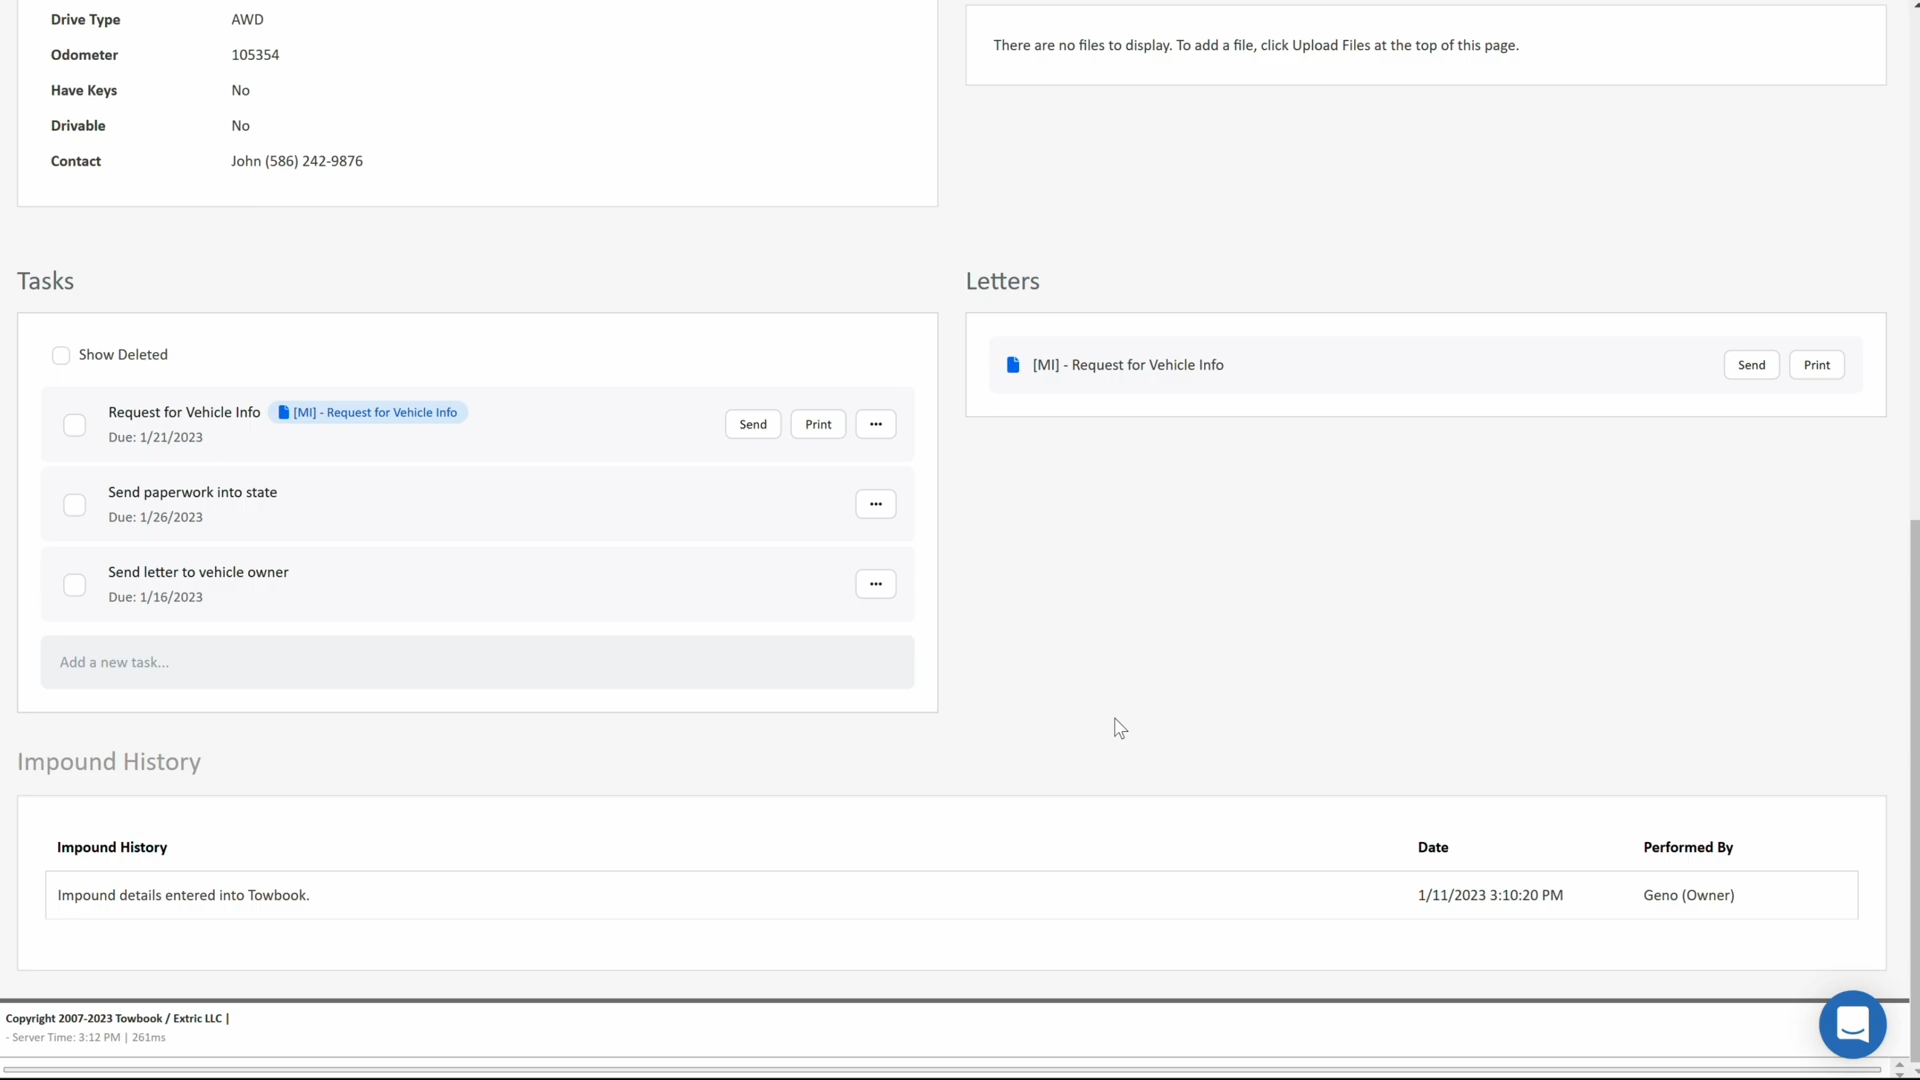 Drive Type AWD
Odometer 105354
Have Keys No
Drivable No
Contact John (586) 242-9876
There are no files to display. To add a file, click Upload Files at the top of this page.
Tasks
Show Deleted
Request for Vehicle Info [MI] - Request for Vehicle Info
Due: 1/21/2023
Send Print ...
Send paperwork into state
Due: 1/26/2023
...
Send letter to vehicle owner
Due: 1/16/2023
...
Add a new task...
Letters
[MI] - Request for Vehicle Info Send Print
Impound History
Impound History Date Performed By
Impound details entered into Towbook. 1/11/2023 3:10:20 PM Geno (Owner)
Copyright 2007-2023 Towbook / Extric LLC |
- Server Time: 3:12 PM | 261ms